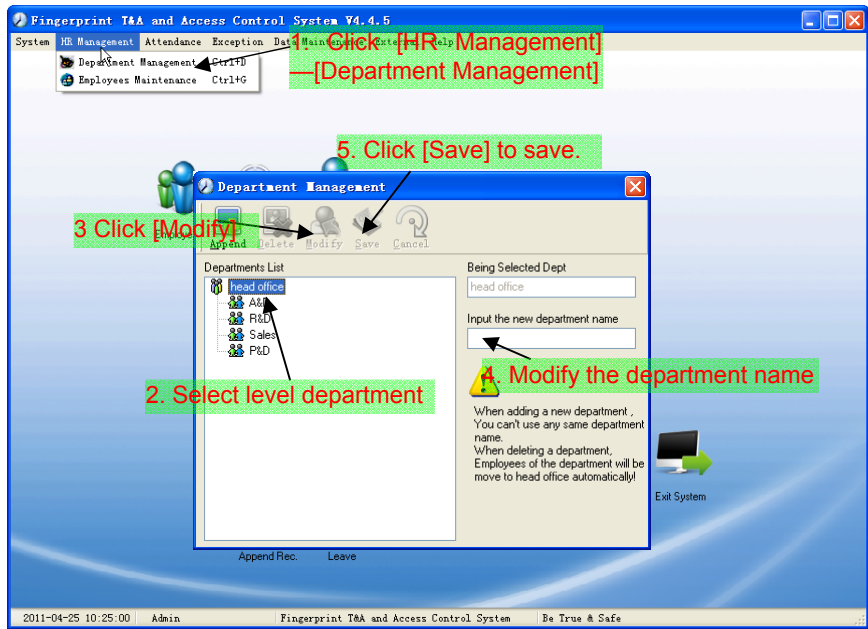 Fingerprint T&A and Access Control System V4.4.5
System HR Management Attendance Exception Data Maintenance External Help
1. Click [HR Management]
—[Department Management]
Department Management Ctrl+D
Employees Maintenance Ctrl+G
5. Click [Save] to save.
Department Management
3 Click [Modify]
Append Delete Modify Save Cancel
Departments List
head office
A&D
R&D
Sales
P&D
Being Selected Dept
head office
Input the new department name
4. Modify the department name
2. Select level department
When adding a new department ,
You can't use any same department
name.
When deleting a department,
Employees of the department will be
move to head office automatically!
Exit System
Append Rec. Leave
2011-04-25 10:25:00 Admin Fingerprint T&A and Access Control System Be True & Safe